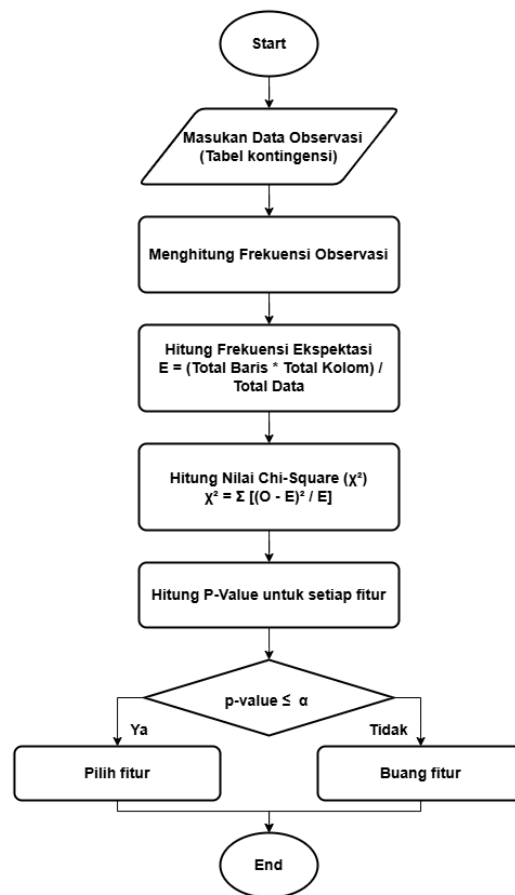 Start
Masukan Data Observasi
(Tabel kontingensi)
Menghitung Frekuensi Observasi
Hitung Frekuensi Ekspektasi
E = (Total Baris * Total Kolom) /
Total Data
Hitung Nilai Chi-Square (χ²)
χ² = Σ [(O - E)² / E]
Hitung P-Value untuk setiap fitur
p-value ≤ α
Ya
Tidak
Pilih fitur
Buang fitur
End